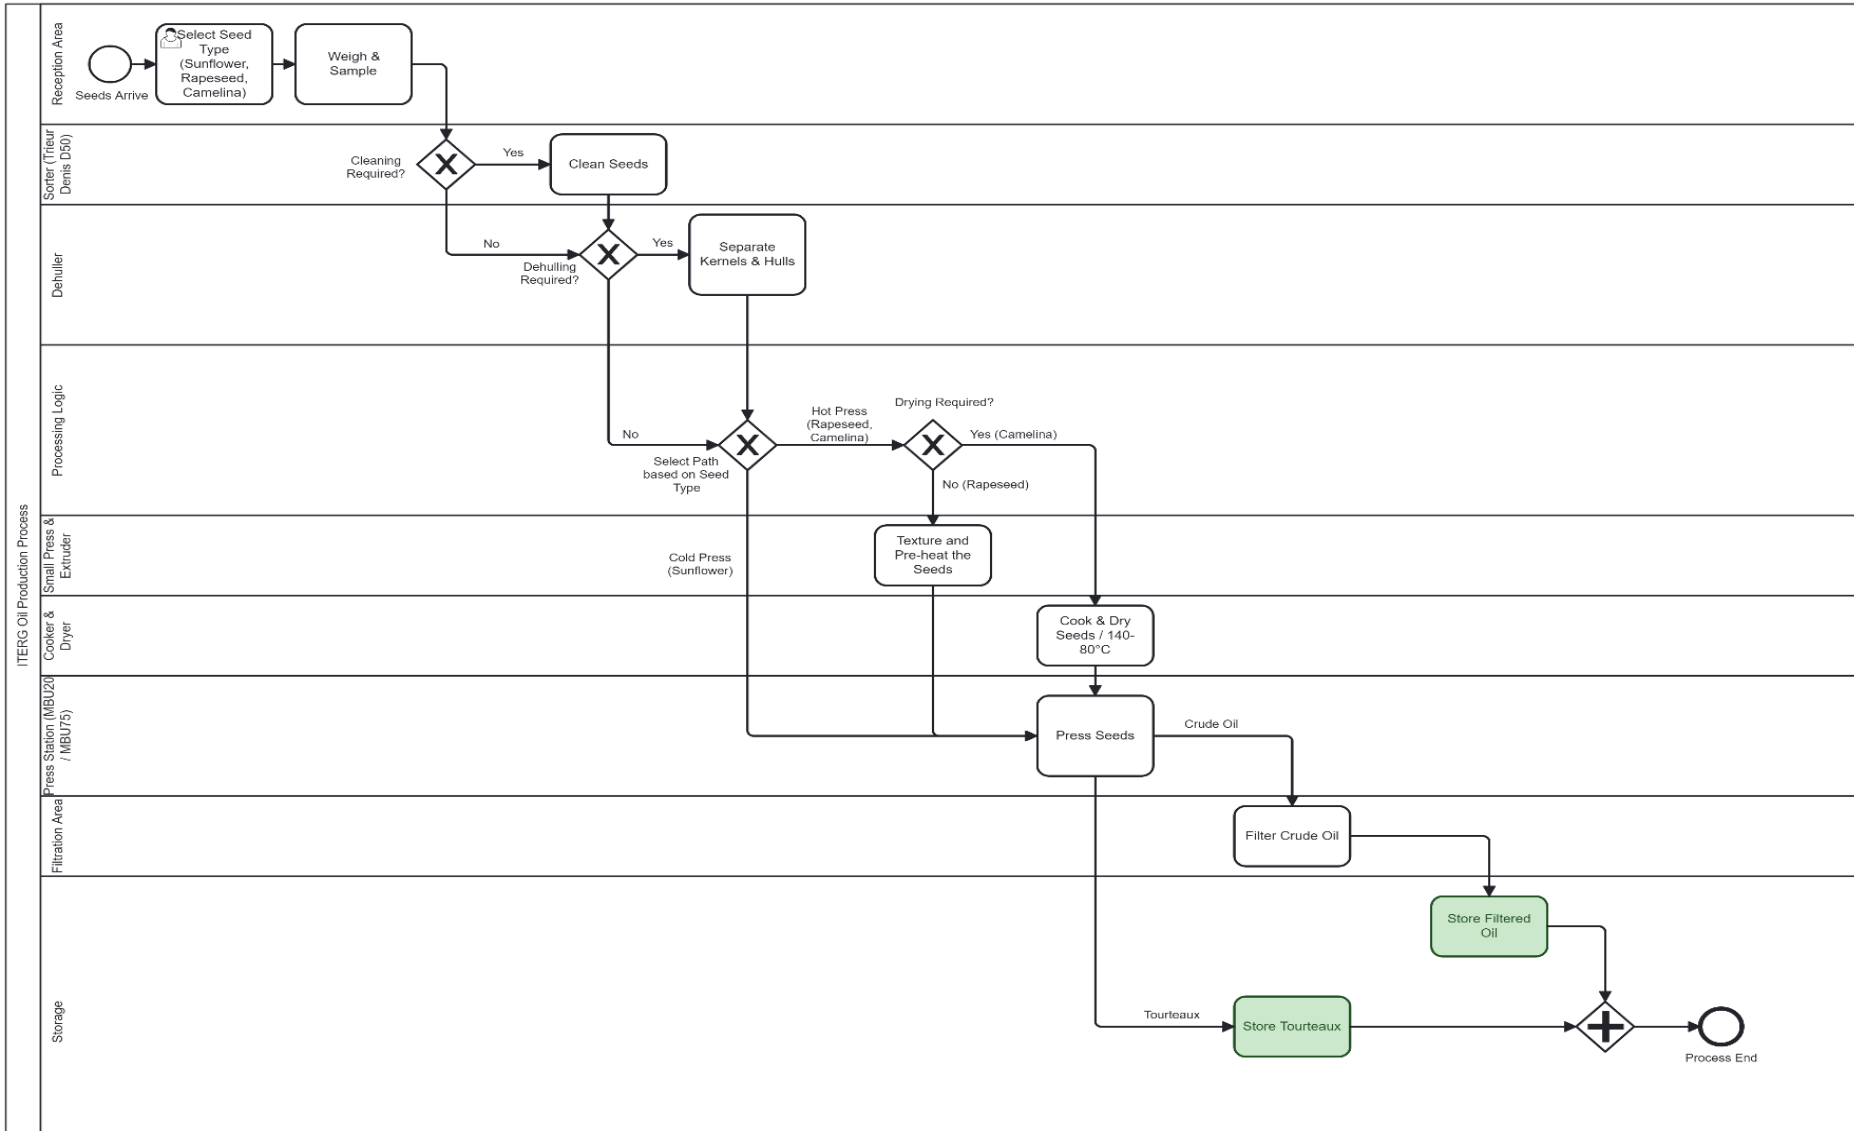 ITERG Oil Production Process
Reception Area
Seeds Arrive
Select Seed
Type
(Sunflower,
Rapeseed,
Camelina)
Weigh &
Sample
Sorter (Trieur
Denis D50)
Cleaning
Required?
Yes
Clean Seeds
No
Dehuller
Dehulling
Required?
Yes
Separate
Kernels & Hulls
No
Processing Logic
Select Path
based on Seed
Type
Hot Press
(Rapeseed,
Camelina)
Drying Required?
Yes (Camelina)
No (Rapeseed)
Small Press &
Extruder
Cold Press
(Sunflower)
Texture and
Pre-heat the
Seeds
Cooker &
Dryer
Cook & Dry
Seeds / 140-
80°C
Press Station (MBU20
/ MBU75)
Press Seeds
Crude Oil
Filtration Area
Filter Crude Oil
Storage
Store Filtered
Oil
Tourteaux
Store Tourteaux
Process End